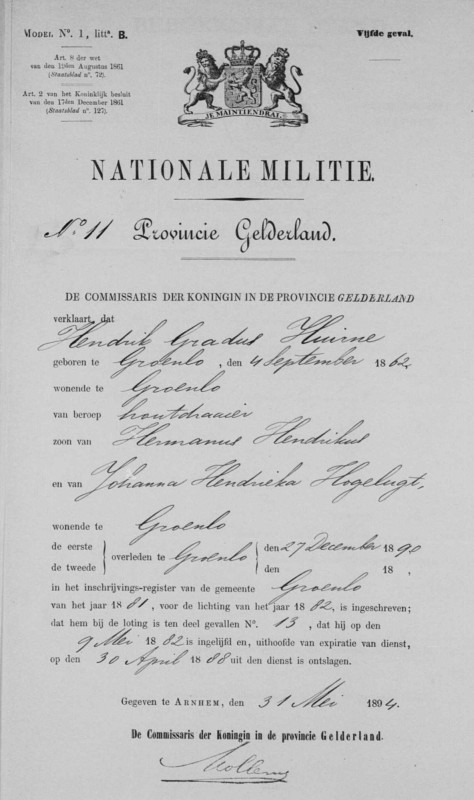 Model No. 1, litta. B.
Vijfde geval.
Art. 8 der wet
van den 19den Augustus 1861
(Staatsblad no. 72).
Art. 2 van het Koninklijk besluit
van den 17den December 1861
(Staatsblad no. 127).
JE MAINTIENDRAI.
NATIONALE MILITIE.
No 11 Provincie Gelderland.
DE COMMISSARIS DER KONINGIN IN DE PROVINCIE GELDERLAND
verklaart, dat
Hendrik Gradus Huirne
geboren te Groenlo, den 4 September 1862
wonende te Groenlo
van beroep houtdraaier
zoon van Hermanus Hendrikus
en van Johanna Hendrieka Hogelugt,
wonende te Groenlo
de eerste } overleden te Groenlo { den 27 December 1890
de tweede } { den 18 ,
in het inschrijvings-register van de gemeente Groenlo
van het jaar 1881, voor de lichting van het jaar 1882, is ingeschreven;
dat hem bij de loting is ten deel gevallen No. 13, dat hij op den
9 Mei 1882 is ingelijfd en, uithoofde van expiratie van dienst,
op den 30 April 1888 uit den dienst is ontslagen.
Gegeven te Arnhem, den 31 Mei 1894.
De Commissaris der Koningin in de provincie Gelderland.